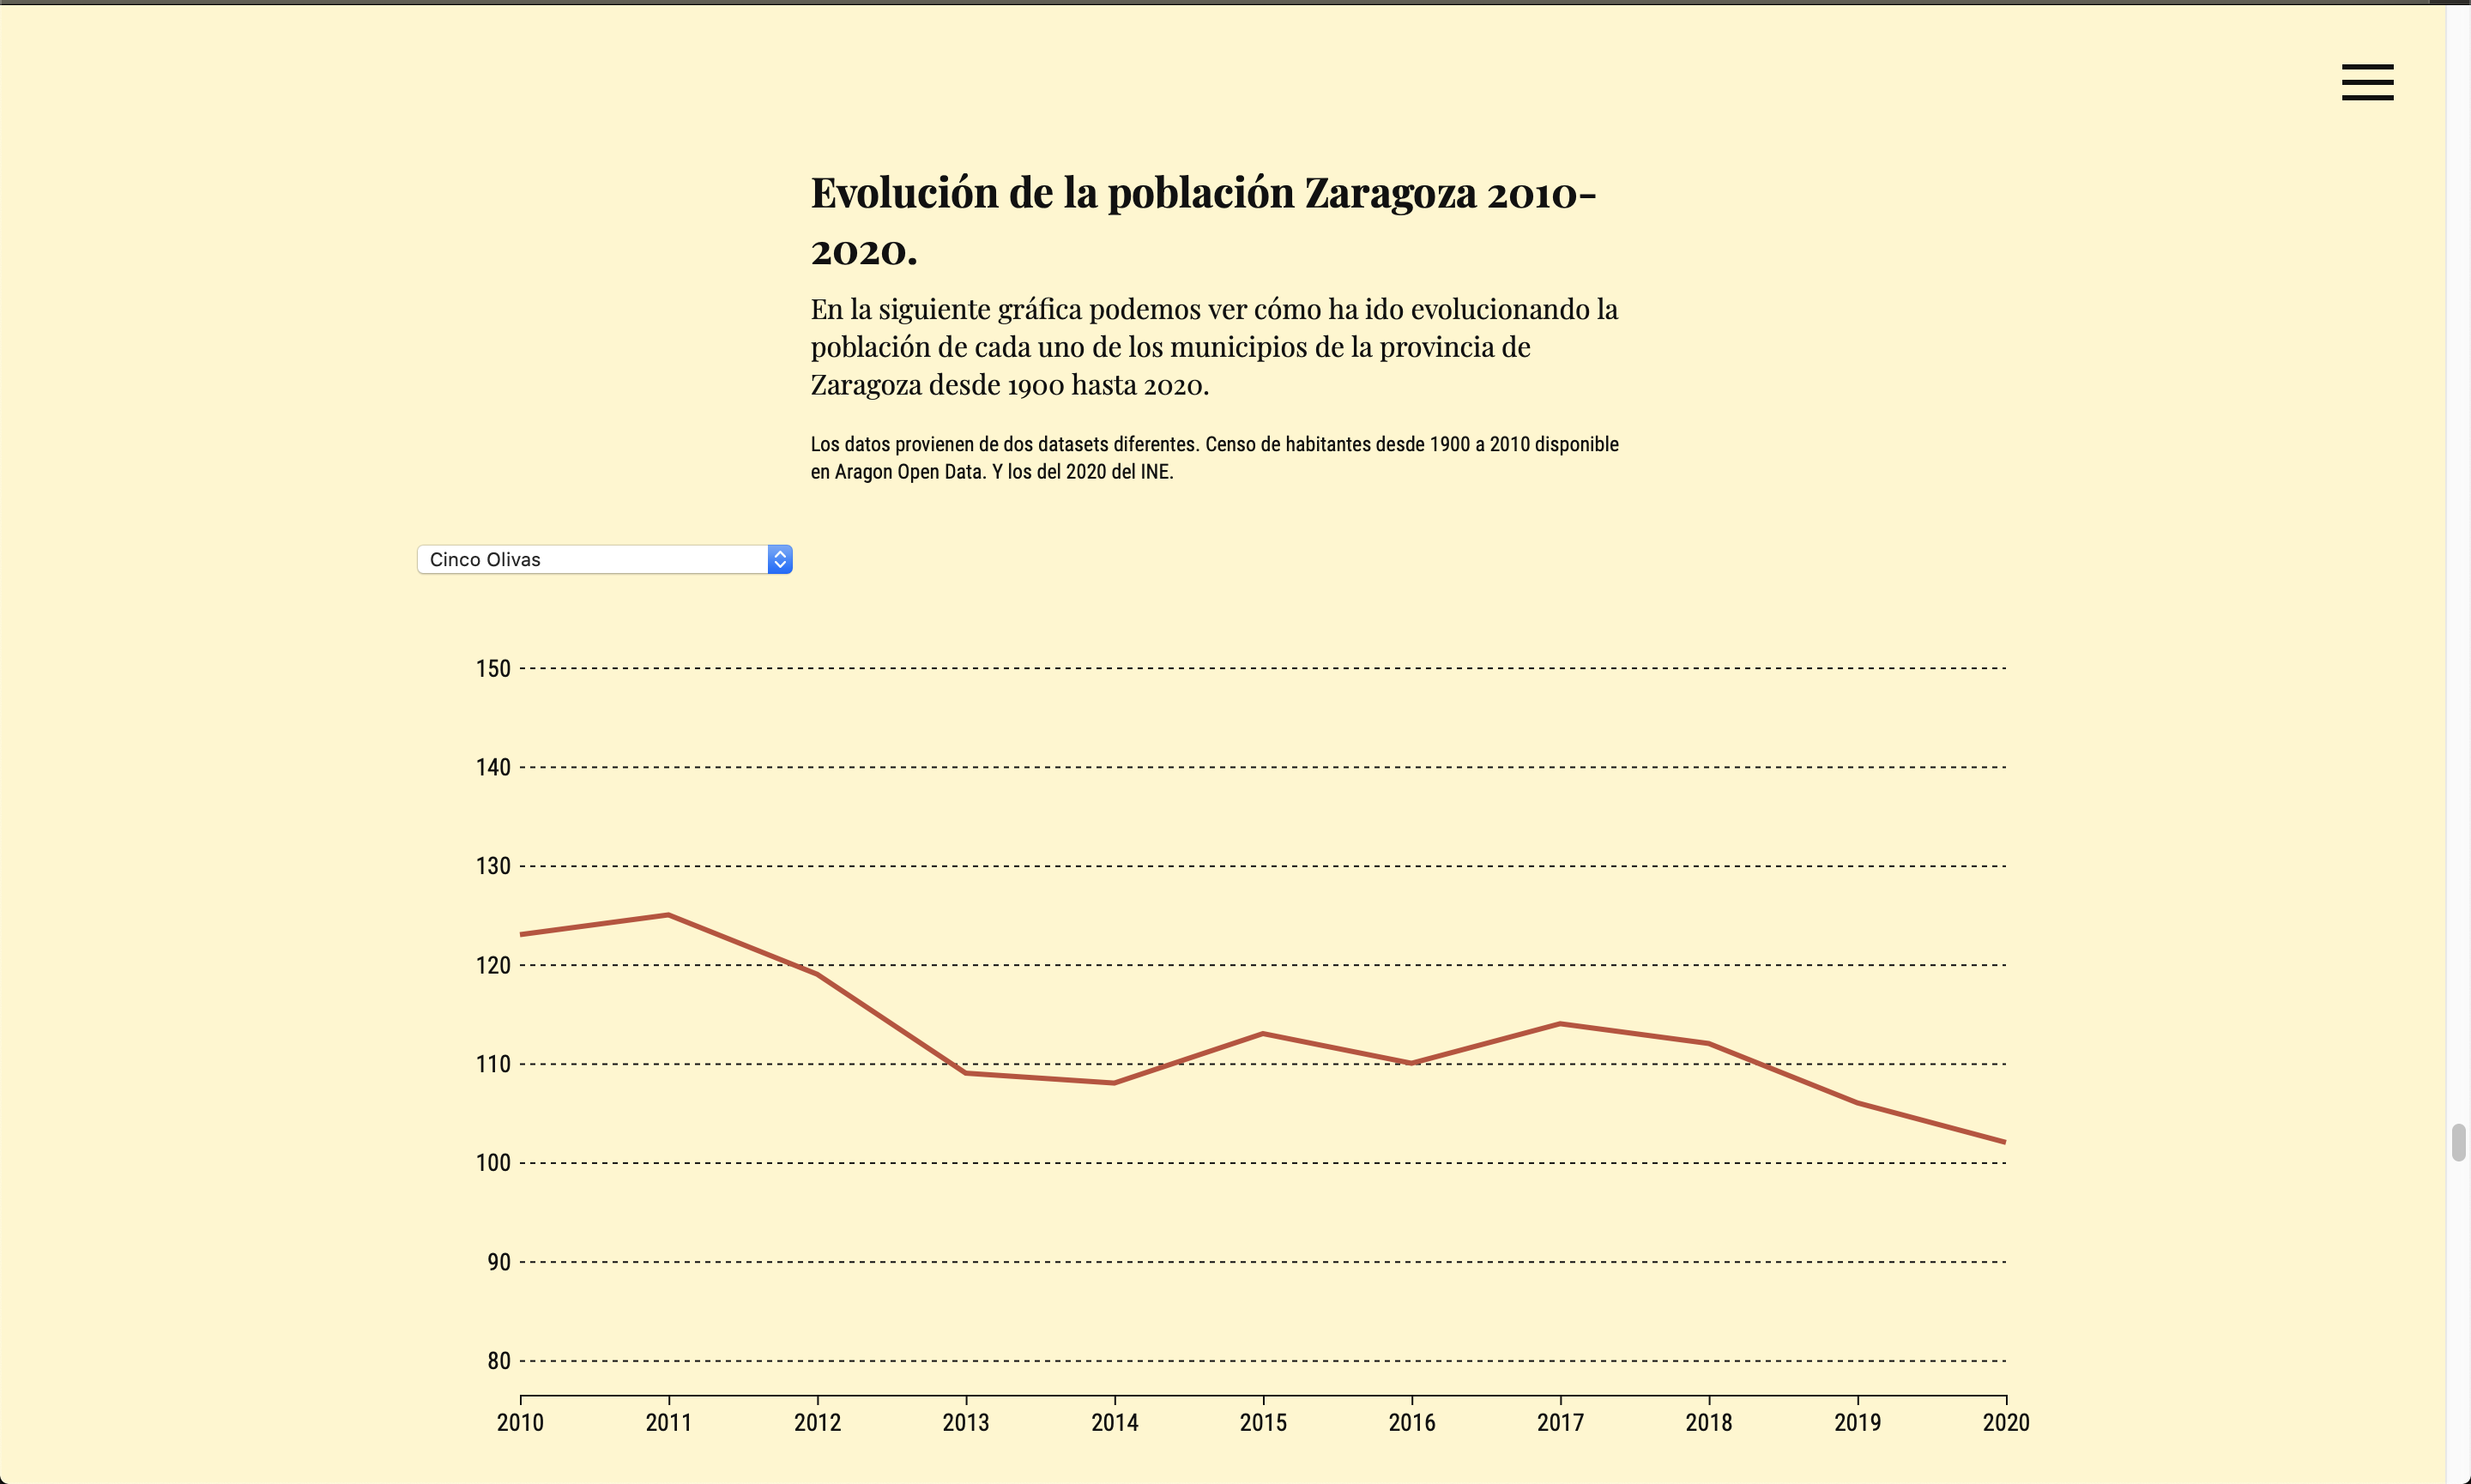 Evolución de la población Zaragoza 2010-
2020.
En la siguiente gráfica podemos ver cómo ha ido evolucionando la
población de cada uno de los municipios de la provincia de
Zaragoza desde 1900 hasta 2020.
Los datos provienen de dos datasets diferentes. Censo de habitantes desde 1900 a 2010 disponible
en Aragon Open Data. Y los del 2020 del INE.
Cinco Olivas
150
140
130
120
110
100
90
80
2010 2011 2012 2013 2014 2015 2016 2017 2018 2019 2020